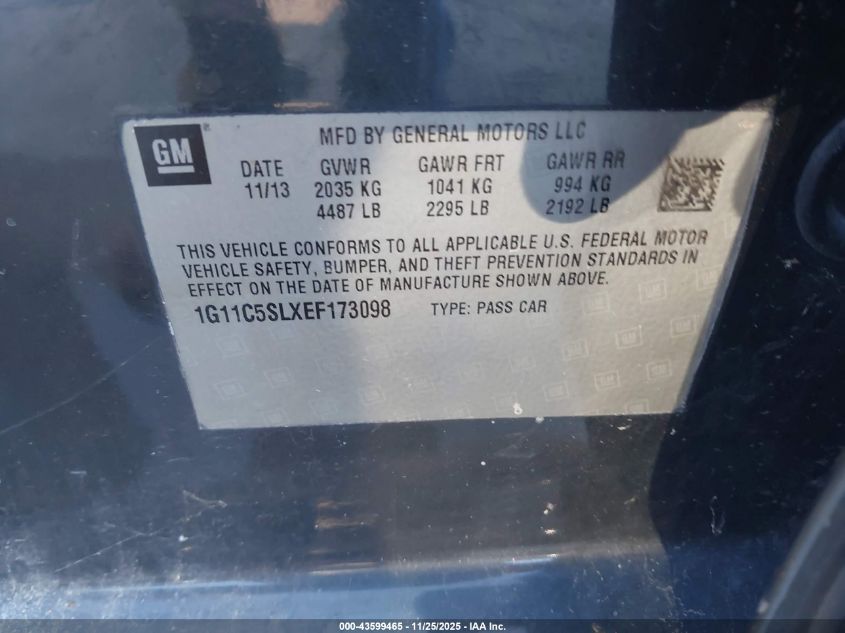 GM
MFD BY GENERAL MOTORS LLC
DATE GVWR GAWR FRT GAWR RR
11/13 2035 KG 1041 KG 994 KG
4487 LB 2295 LB 2192 LB
THIS VEHICLE CONFORMS TO ALL APPLICABLE U.S. FEDERAL MOTOR
VEHICLE SAFETY, BUMPER, AND THEFT PREVENTION STANDARDS IN
EFFECT ON THE DATE OF MANUFACTURE SHOWN ABOVE.
1G11C5SLXEF173098 TYPE: PASS CAR
000-43599465 - 11/25/2025 - IAA Inc.